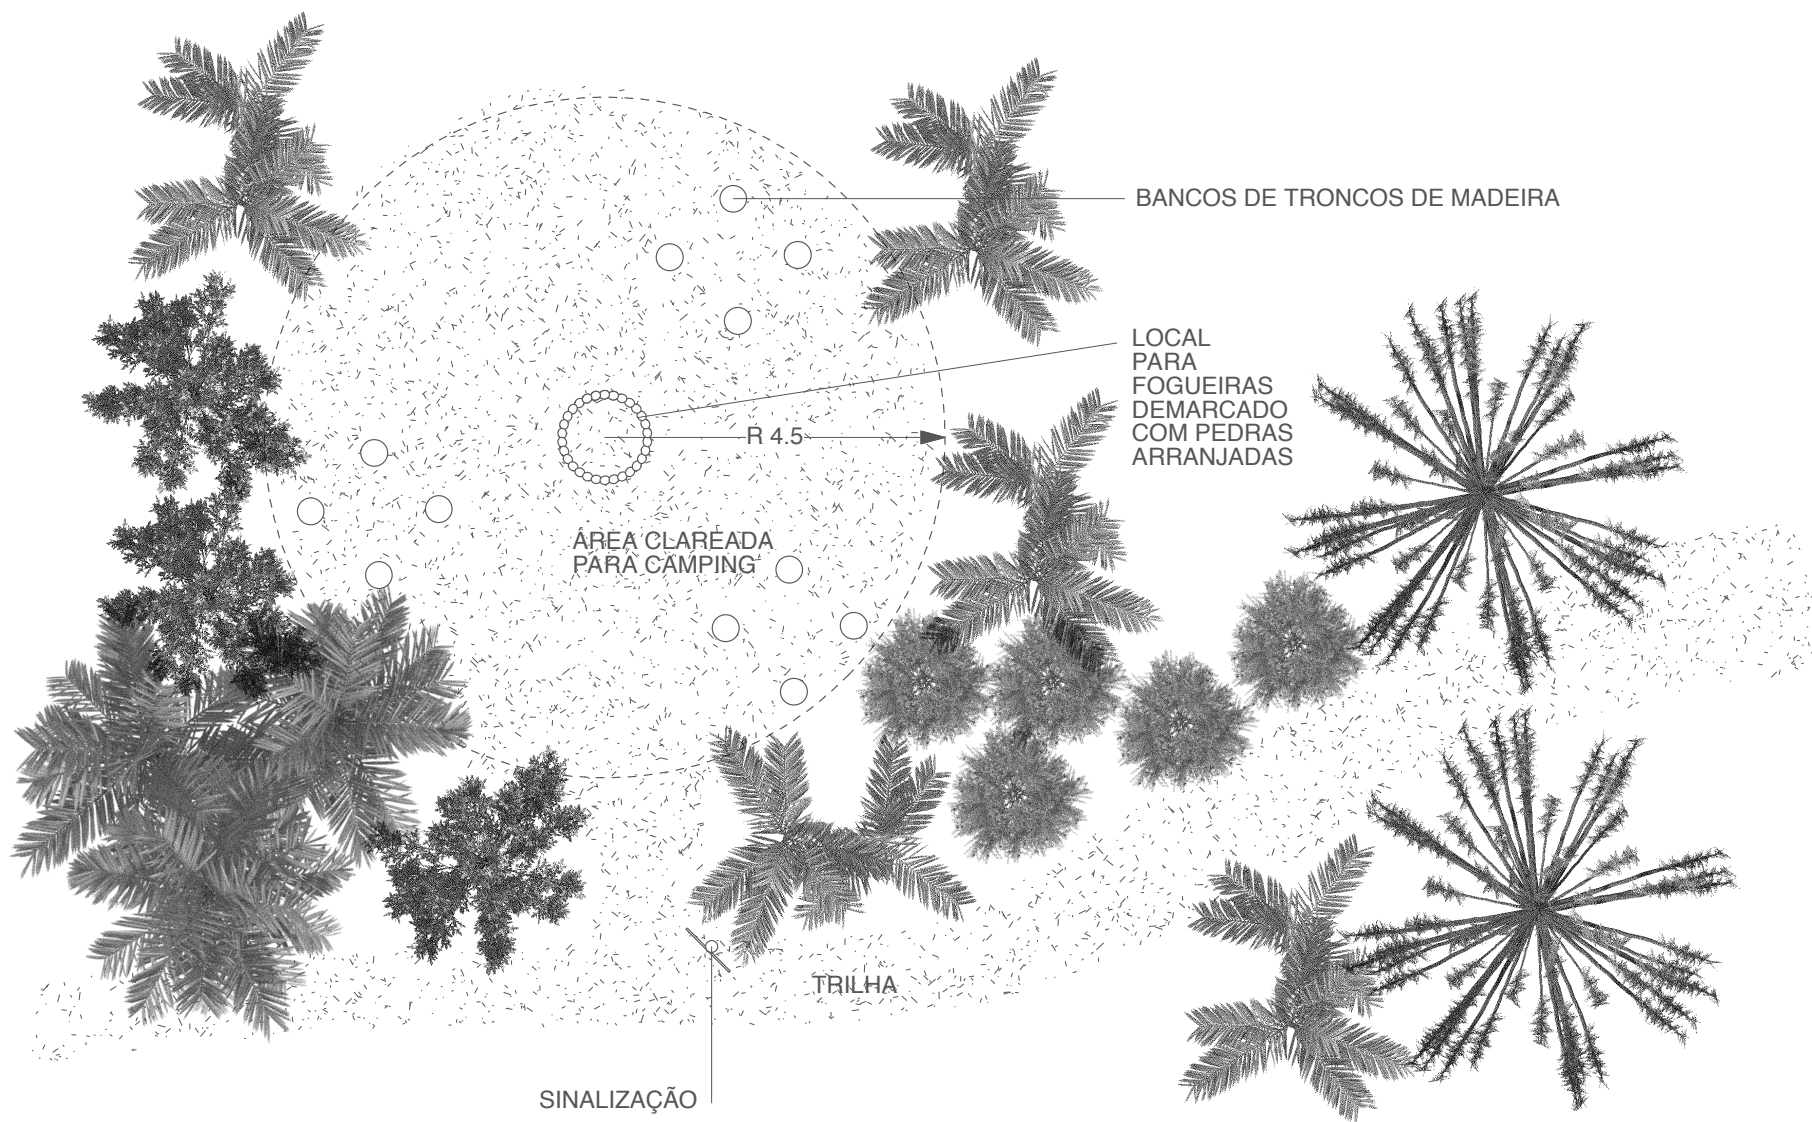 BANCOS DE TRONCOS DE MADEIRA
LOCAL
PARA
FOGUEIRAS
DEMARCADO
COM PEDRAS
ARRANJADAS
R 4.5
ÁREA CLAREADA
PARA CAMPING
TRILHA
SINALIZAÇÃO